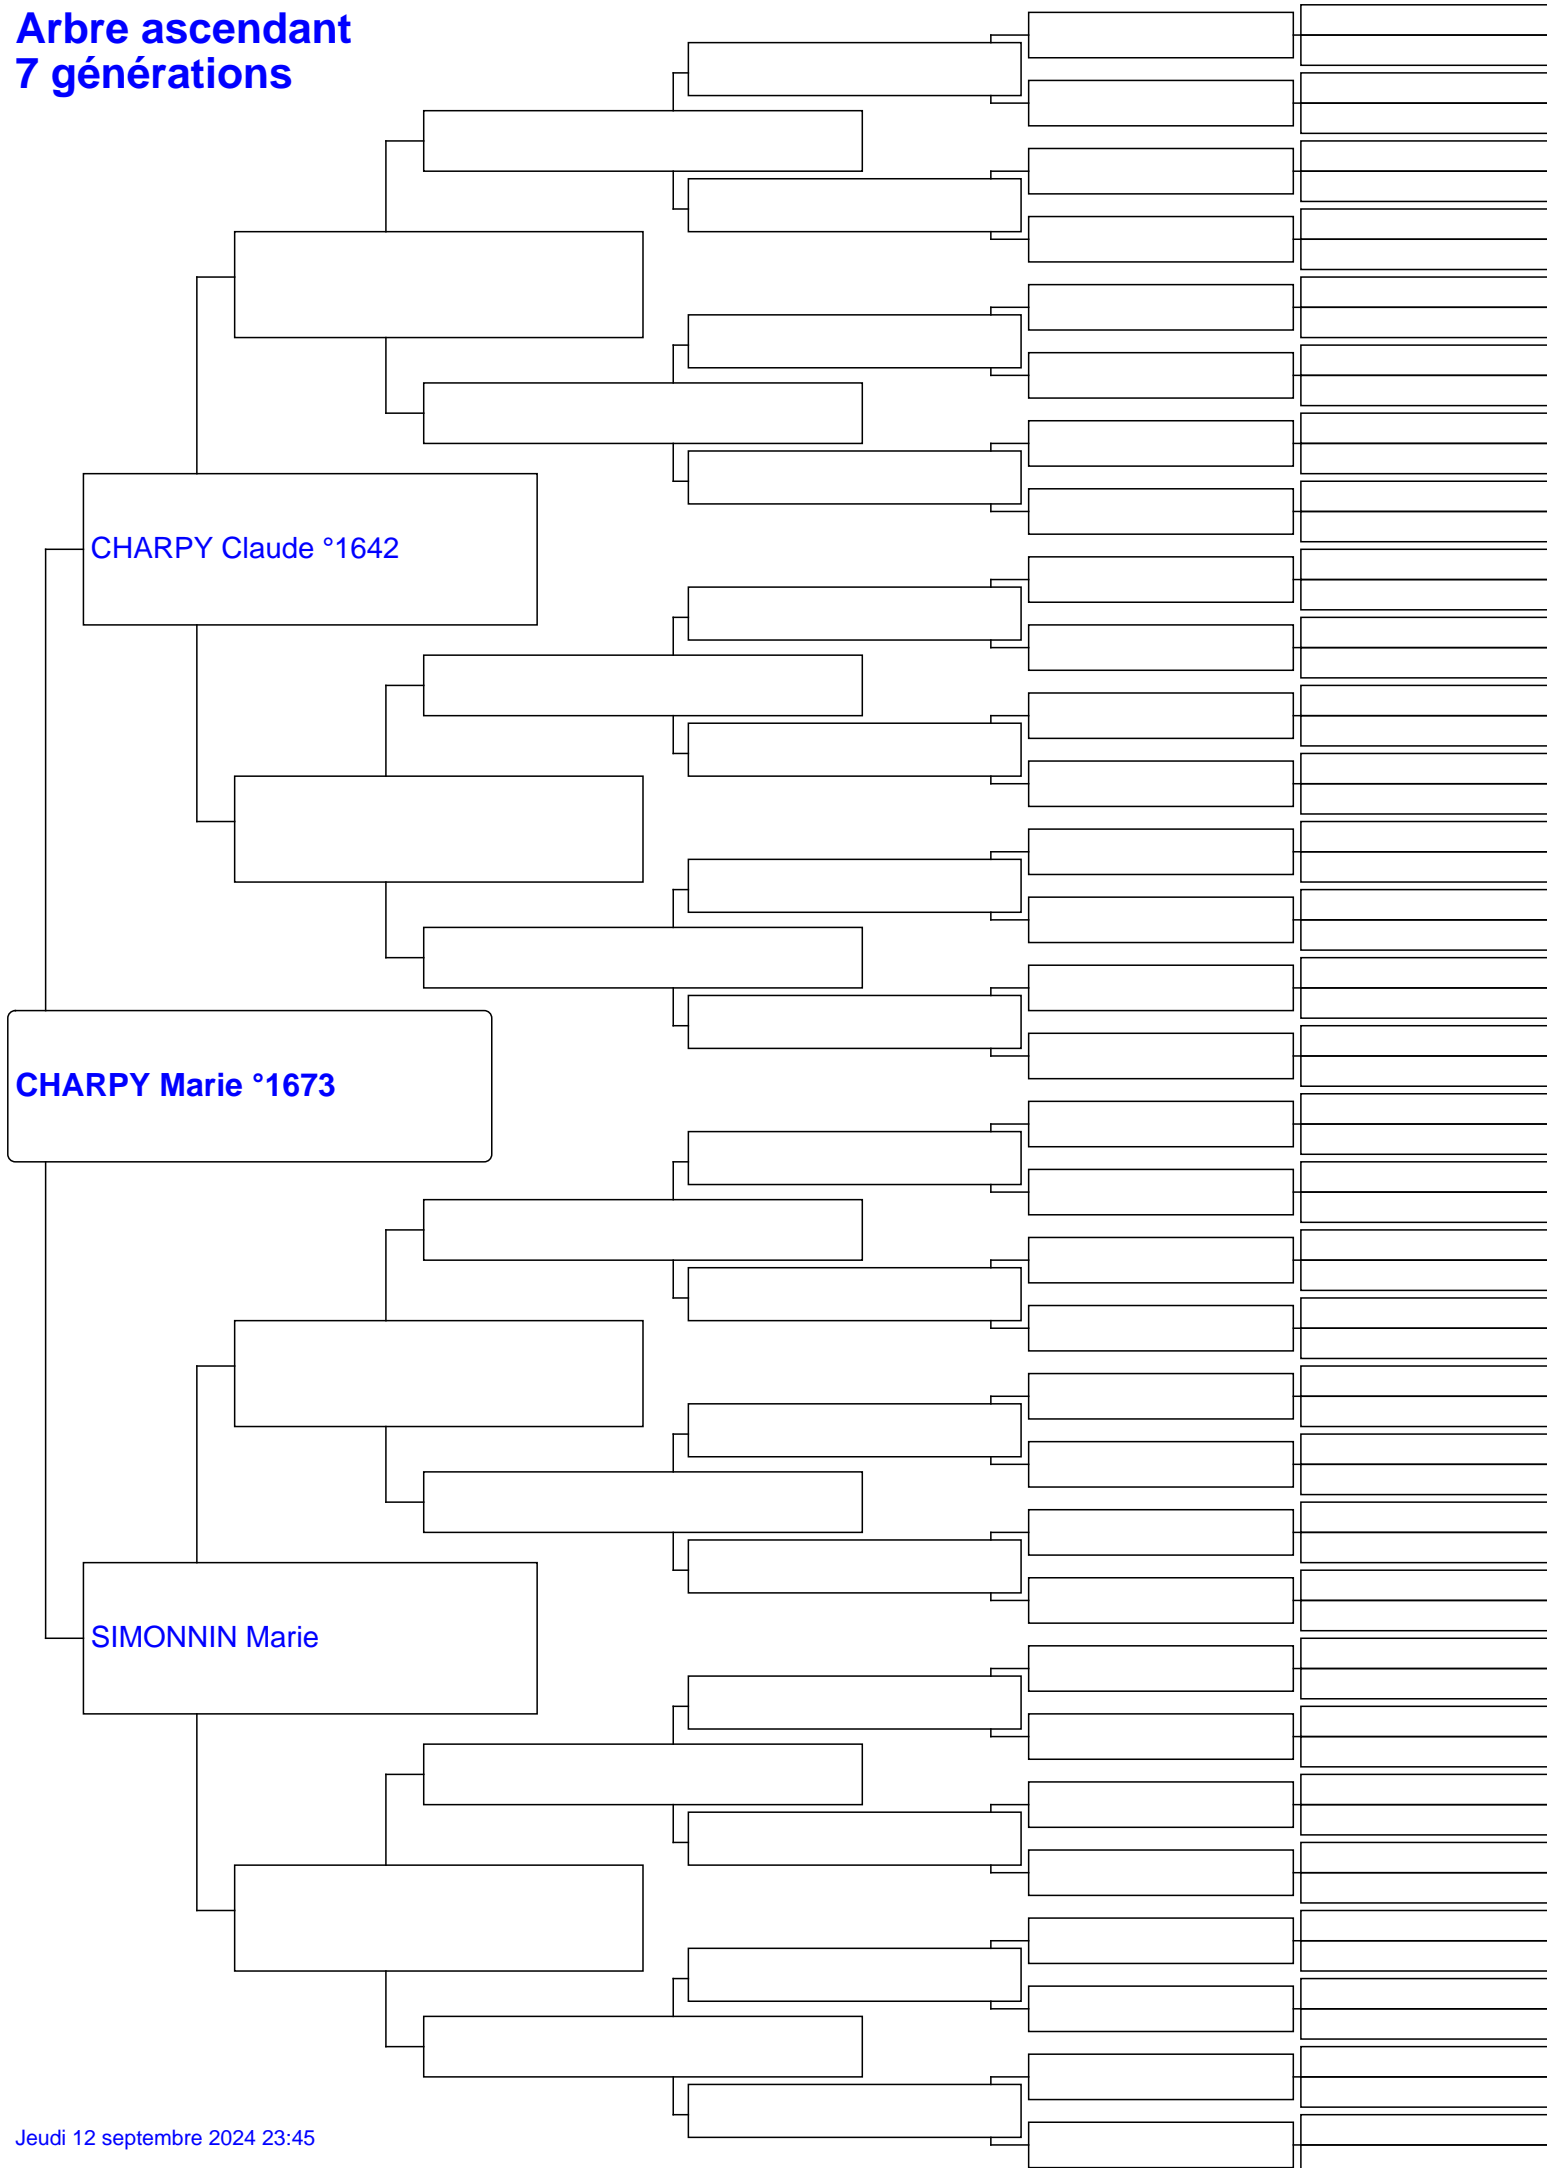 Arbre ascendant
7 générations
CHARPY Claude °1642
CHARPY Marie °1673
SIMONNIN Marie
Jeudi 12 septembre 2024 23:45